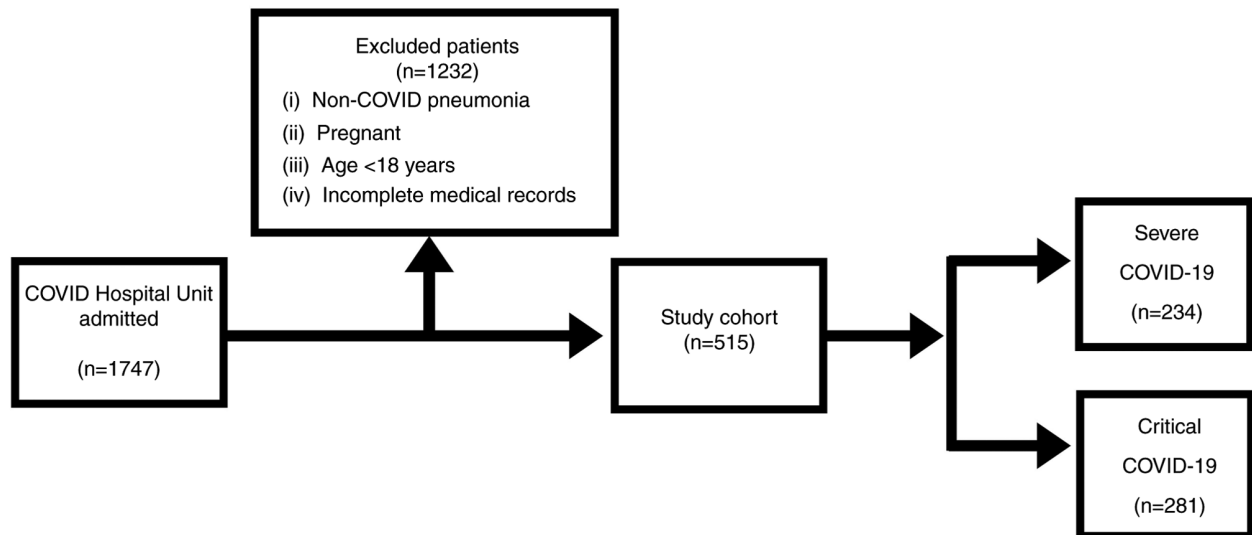 COVID Hospital Unit
admitted
(n=1747)
Excluded patients
(n=1232)
(i) Non-COVID pneumonia
(ii) Pregnant
(iii) Age <18 years
(iv) Incomplete medical records
Study cohort
(n=515)
Severe
COVID-19
(n=234)
Critical
COVID-19
(n=281)